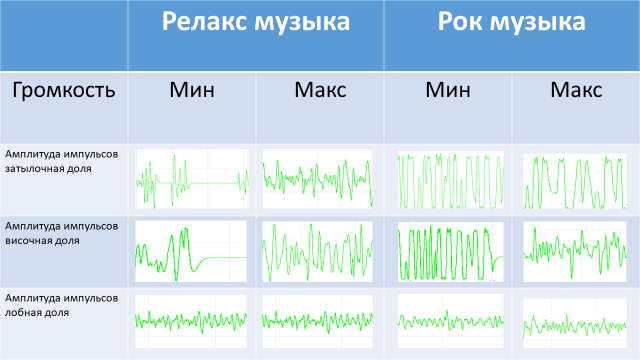 Релакс музыка Рок музыка
Громкость Мин Макс Мин Макс
Амплитуда импульсов
затылочная доля
Амплитуда импульсов
височная доля
Амплитуда импульсов
лобная доля